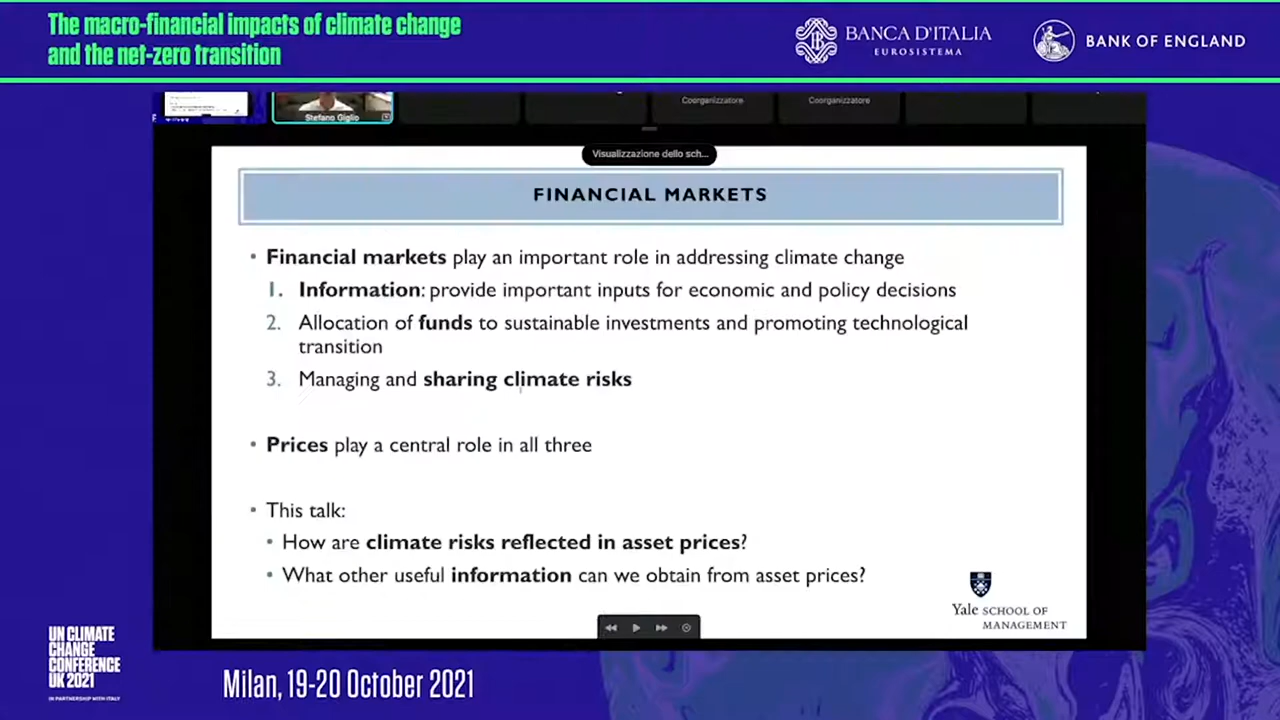 The macro-financial impacts of climate change
and the net-zero transition
BANCA D'ITALIA
EUROSISTEMA
BANK OF ENGLAND
Stefano Giglio
Coorganizzatore
Coorganizzatore
Visualizzazione dello sch...
FINANCIAL MARKETS
• Financial markets play an important role in addressing climate change
1. Information: provide important inputs for economic and policy decisions
2. Allocation of funds to sustainable investments and promoting technological
transition
3. Managing and sharing climate risks
• Prices play a central role in all three
• This talk:
• How are climate risks reflected in asset prices?
• What other useful information can we obtain from asset prices?
Yale SCHOOL OF
MANAGEMENT
UN CLIMATE
CHANGE
CONFERENCE
UK 2021
IN PARTNERSHIP WITH ITALY
Milan, 19-20 October 2021